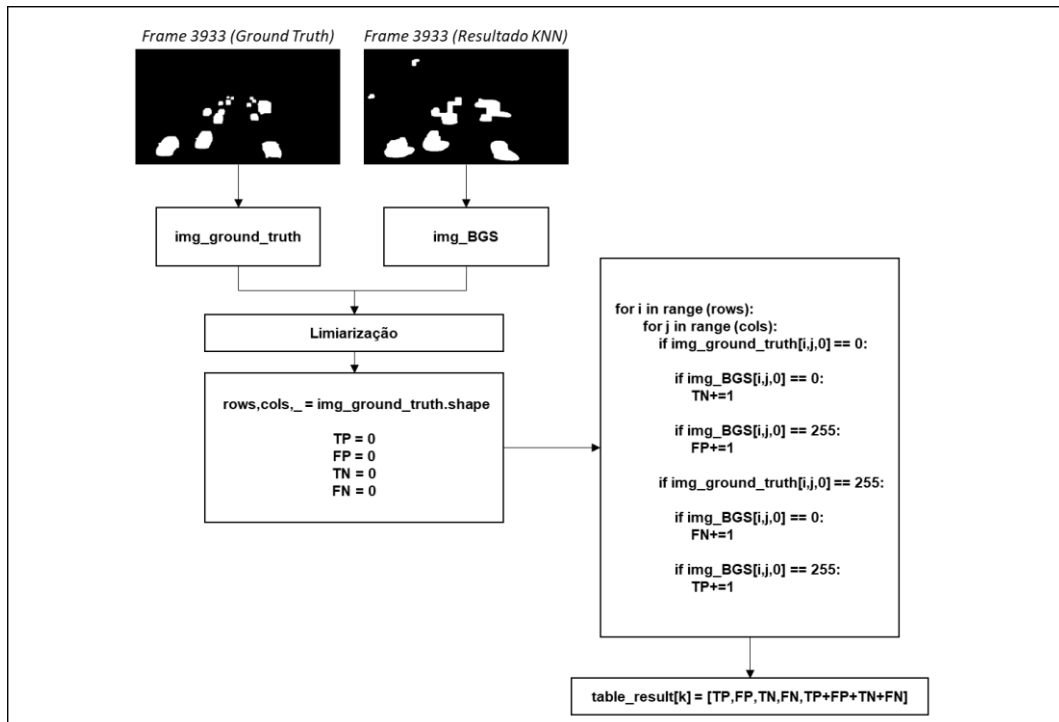 Frame 3933 (Ground Truth)
Frame 3933 (Resultado KNN)
img_ground_truth
img_BGS
Limiarização
rows,cols,_ = img_ground_truth.shape
TP = 0
FP = 0
TN = 0
FN = 0
for i in range (rows):
for j in range (cols):
if img_ground_truth[i,j,0] == 0:
if img_BGS[i,j,0] == 0:
TN+=1
if img_BGS[i,j,0] == 255:
FP+=1
if img_ground_truth[i,j,0] == 255:
if img_BGS[i,j,0] == 0:
FN+=1
if img_BGS[i,j,0] == 255:
TP+=1
table_result[k] = [TP,FP,TN,FN,TP+FP+TN+FN]